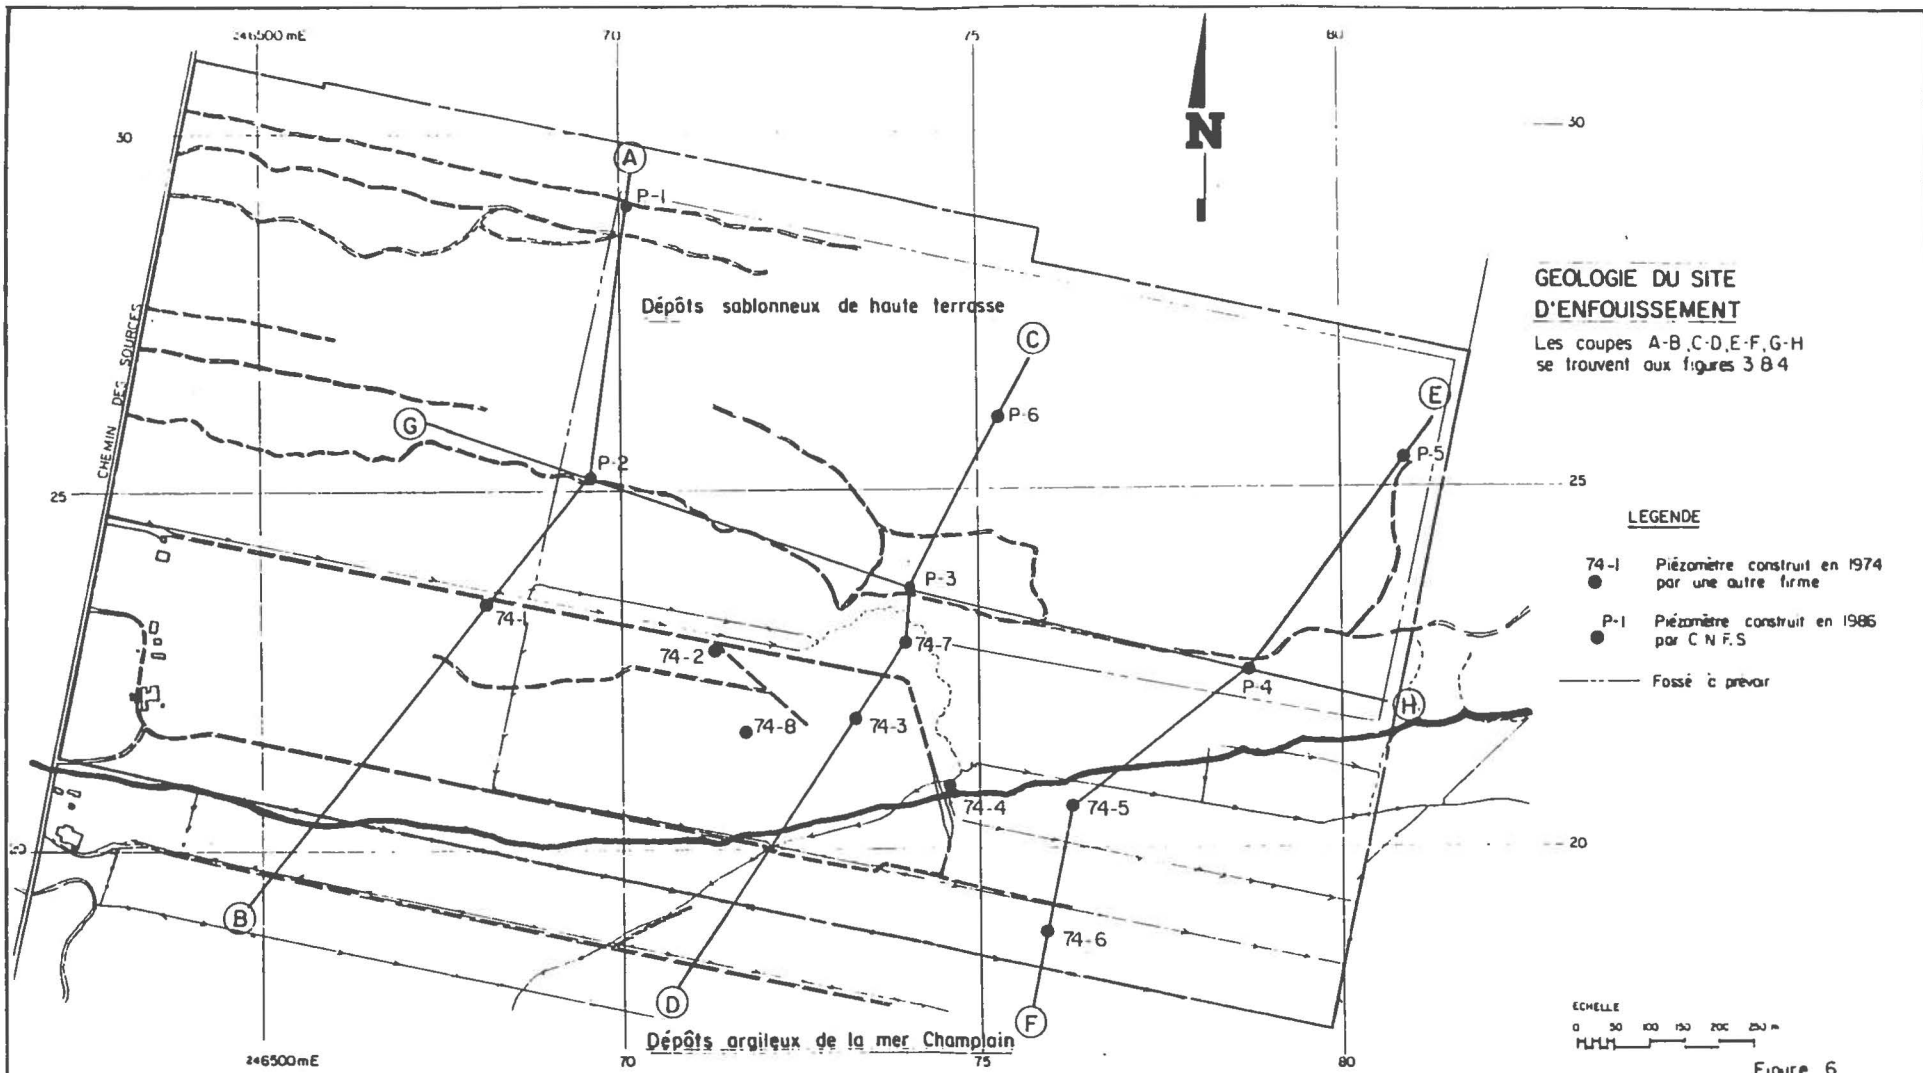 246500mE
70
75
80
30
N
30
A
P-1
GEOLOGIE DU SITE
D'ENFOUISSEMENT
Les coupes A-B,C-D,E-F,G-H
se trouvent aux figures 3 & 4
Dépôts sablonneux de haute terrasse
CHEMIN DES SOURCES
C
P-6
E
G
P-5
P-2
25
25
LEGENDE
74-1 Piézomètre construit en 1974
par une autre firme
P-1 Piézomètre construit en 1986
par C.N.F.S
Fossé à prévoir
P-3
74-1
74-7
74-2
P-4
H
74-3
74-8
74-4
74-5
20
20
B
74-6
D
F
Dépôts argileux de la mer Champlain
246500mE
70
75
80
ECHELLE
0 50 100 150 200 250 m
Figure 6